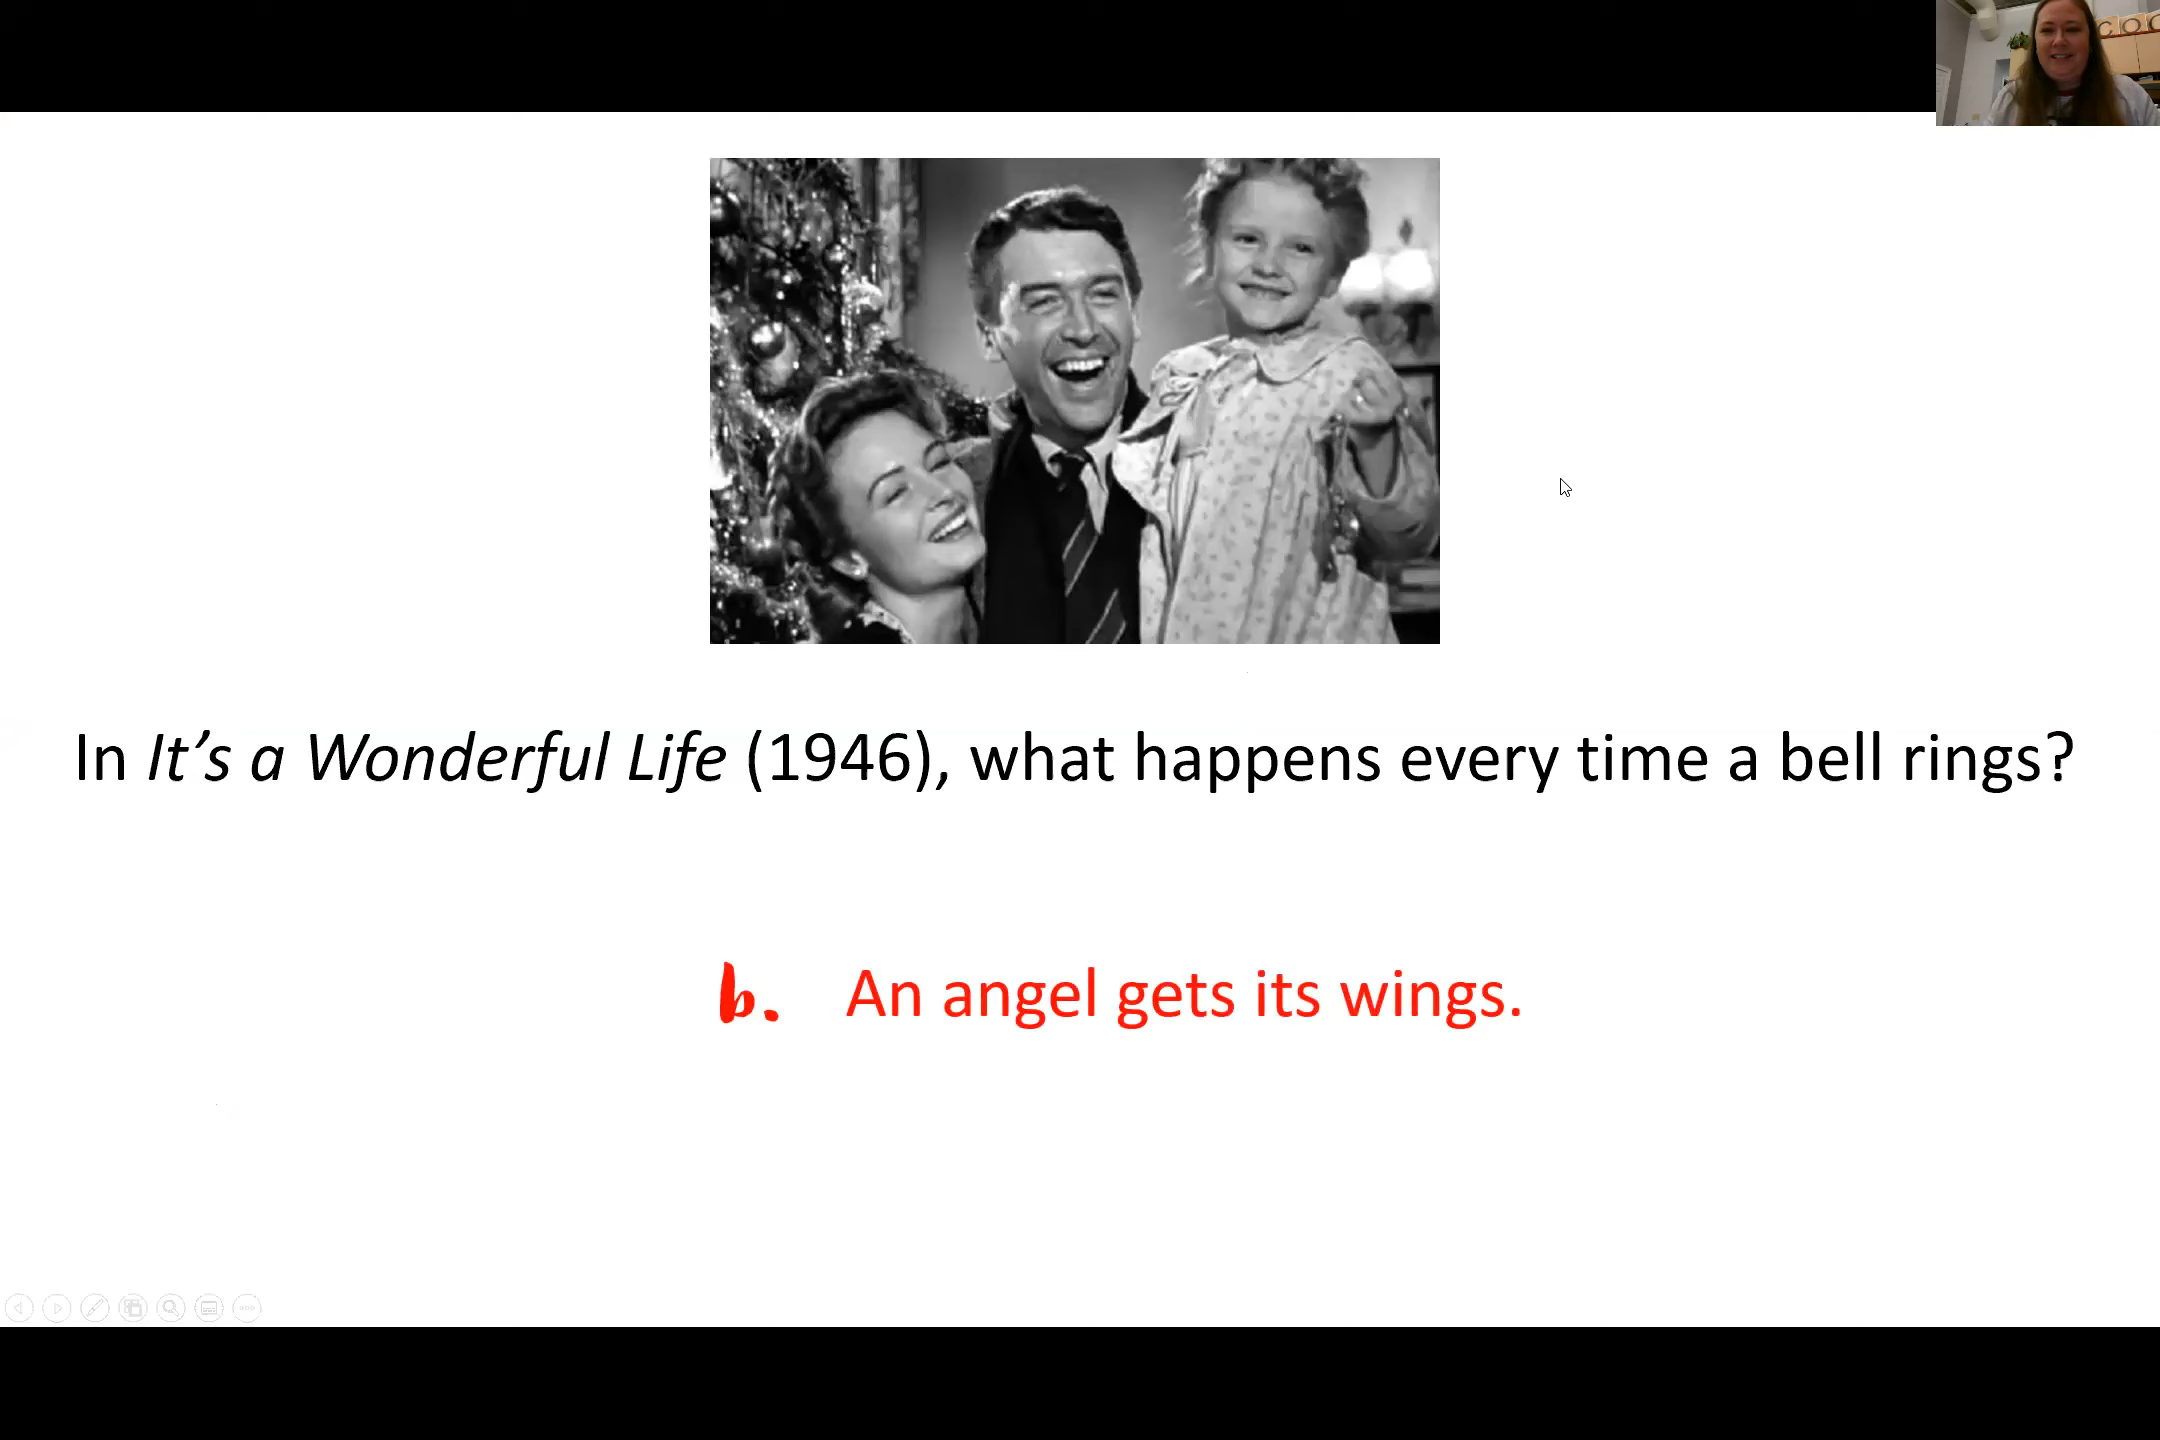 In It’s a Wonderful Life (1946), what happens every time a bell rings?
b. An angel gets its wings.